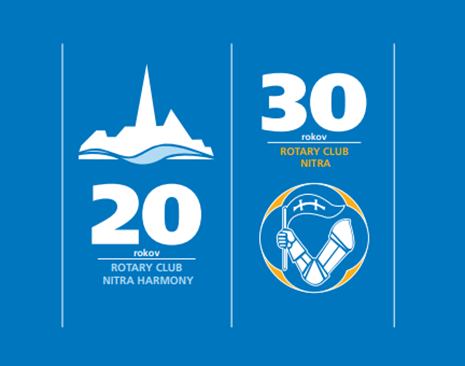 20
rokov
ROTARY CLUB
NITRA HARMONY
30
rokov
ROTARY CLUB
NITRA